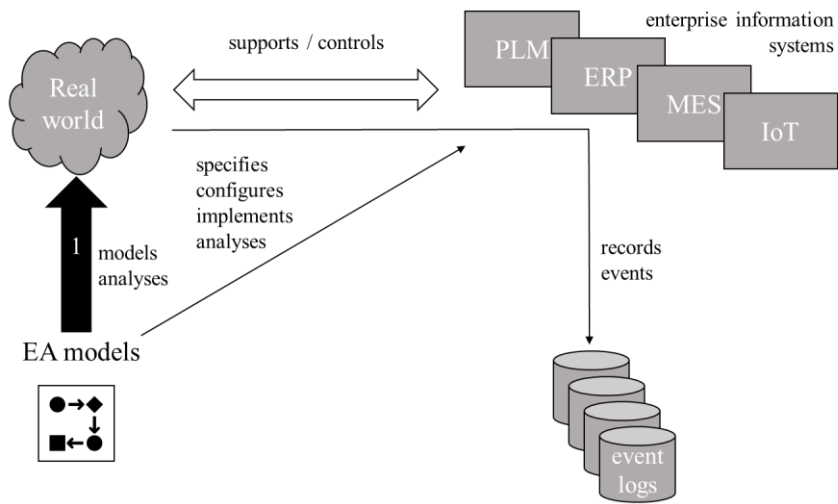 enterprise information
systems
supports / controls
PLM
ERP
MES
IoT
Real
world
specifies
configures
implements
analyses
1
models
analyses
records
events
EA models
event
logs